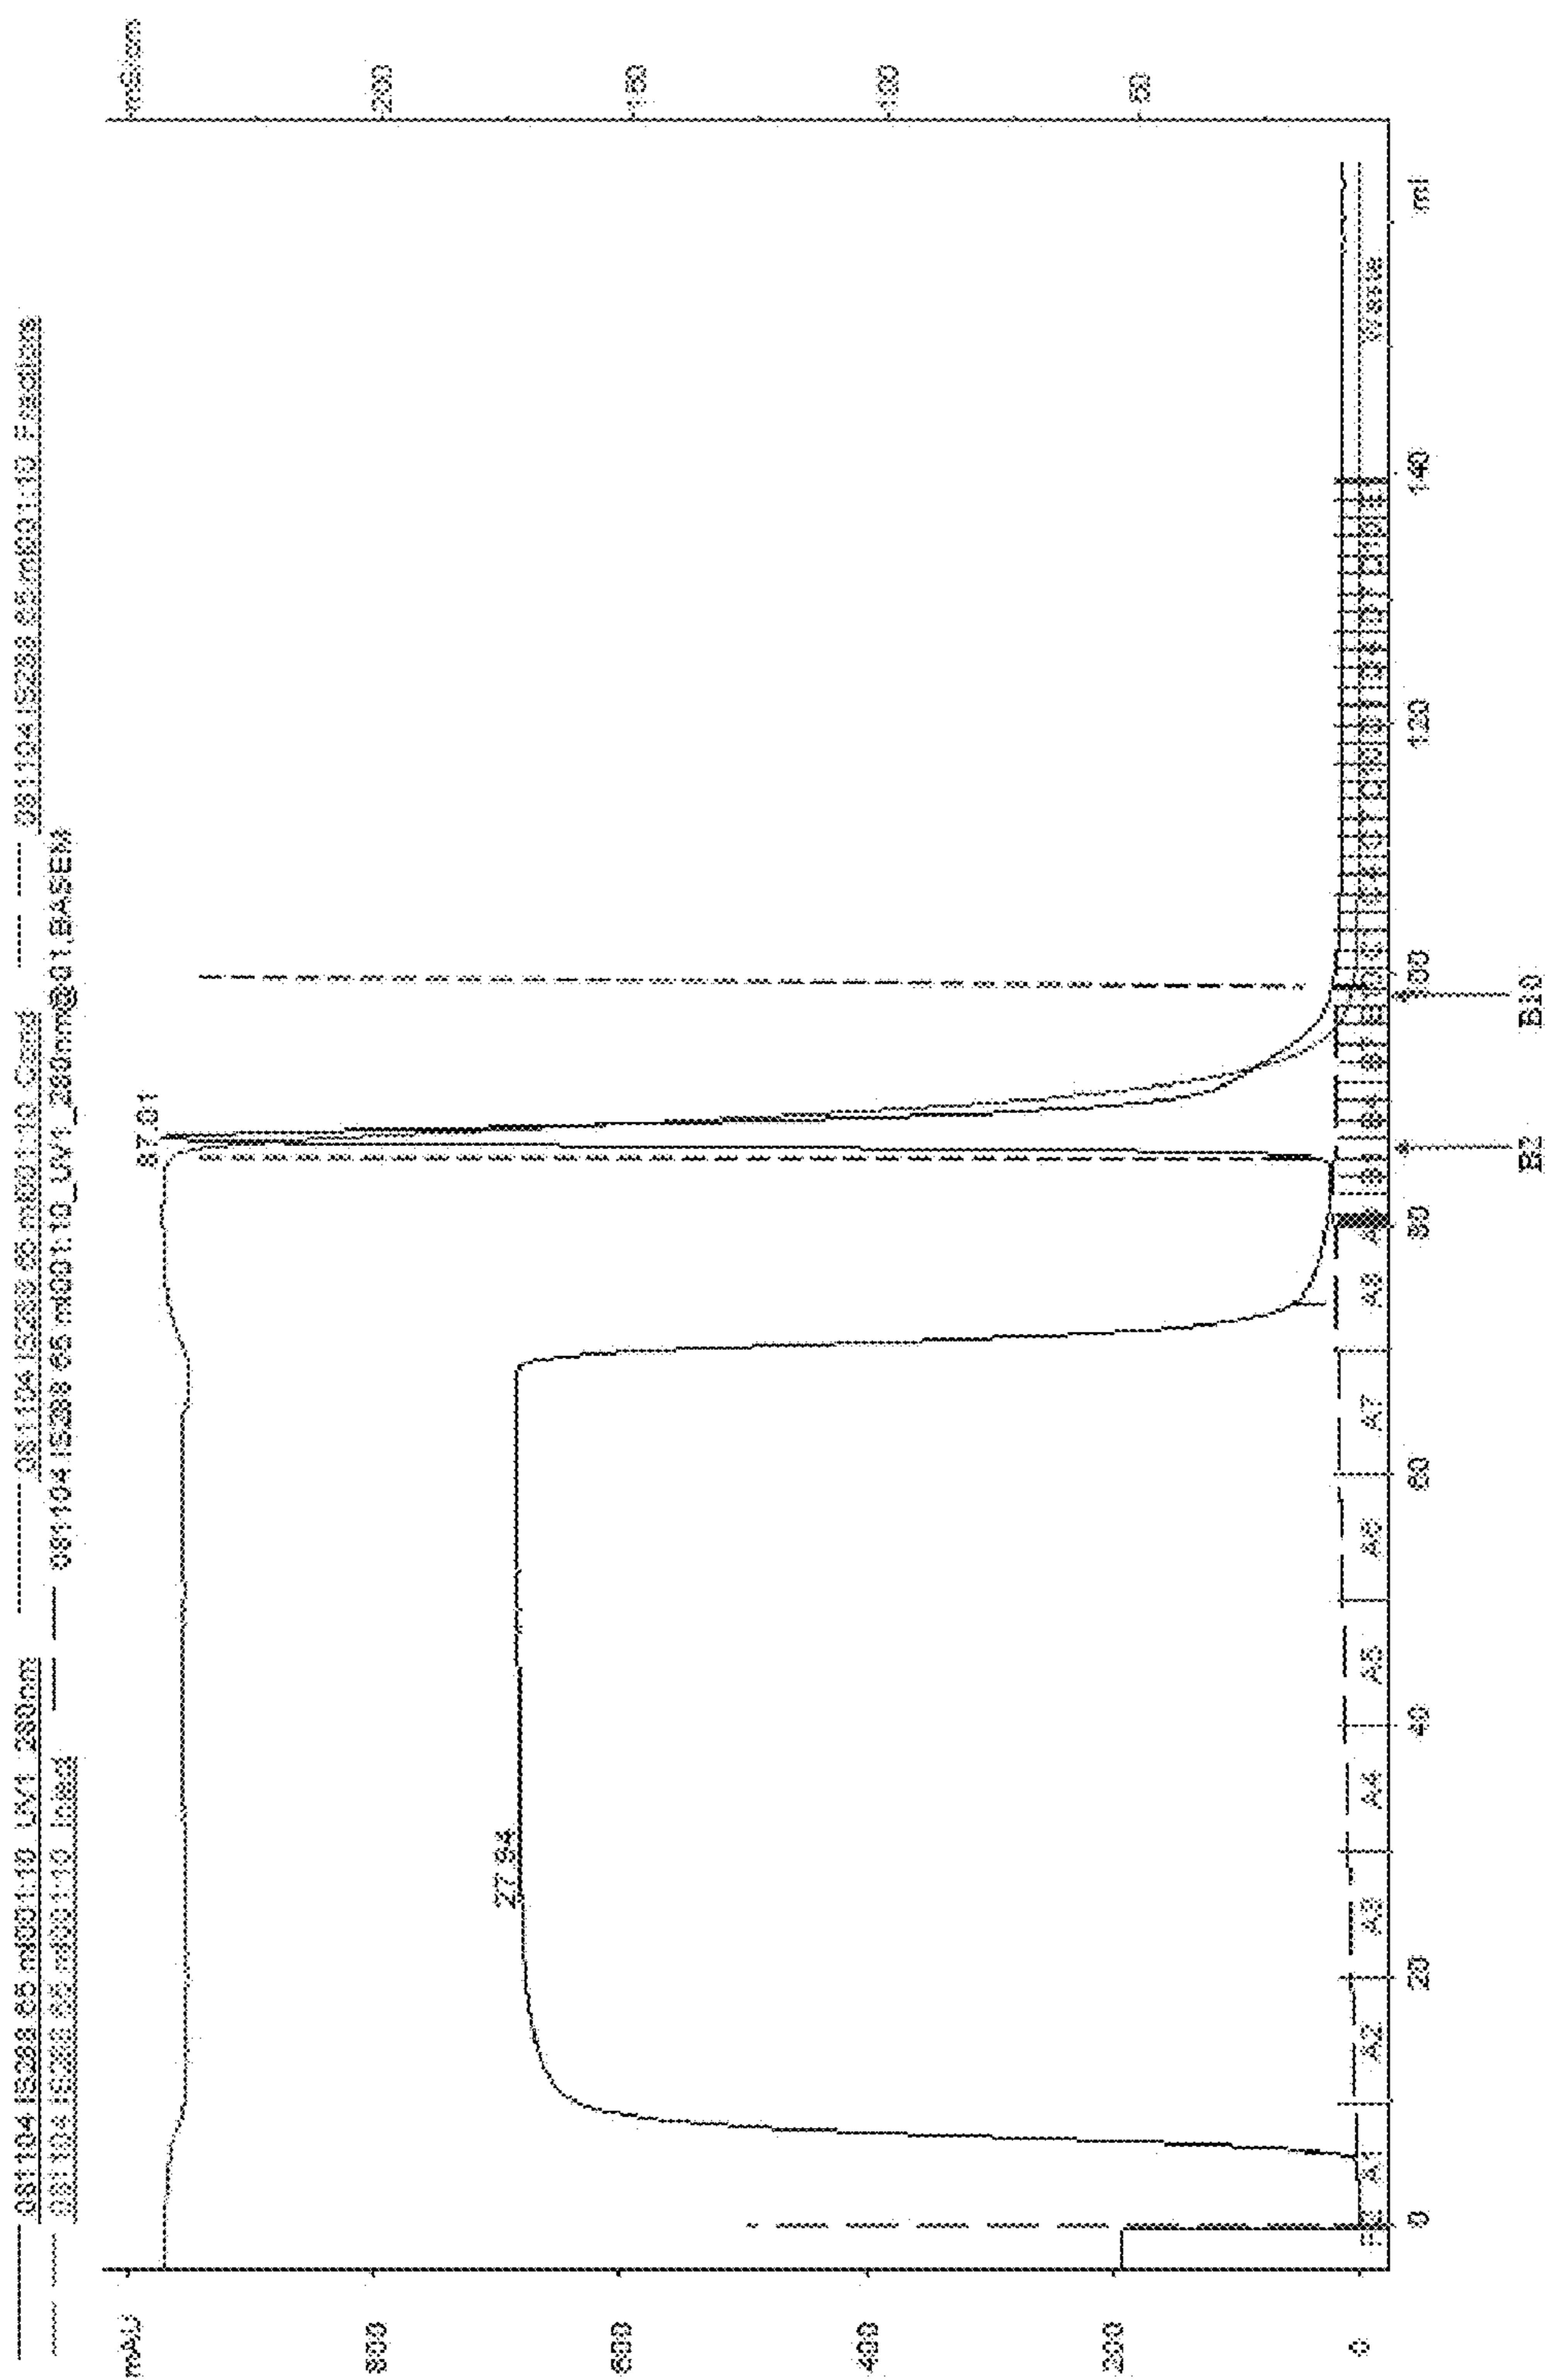 081104 IS288 65 ml001:10_UV1_280nm
081104 IS288 65 ml001:10_Cond
081104 IS288 65 ml001:10_Fractions
081104 IS288 65 ml001:10_Inject
081104 IS288 65 ml001:10_UV1_280nm@01,BASEM
mAU
mS/cm
800
600
400
200
0
200
150
100
50
87.01
27.94
A1
A2
A3
A4
A5
A6
A7
A8
Waste
0
20
40
60
80
100
120
140
ml
B2
B10